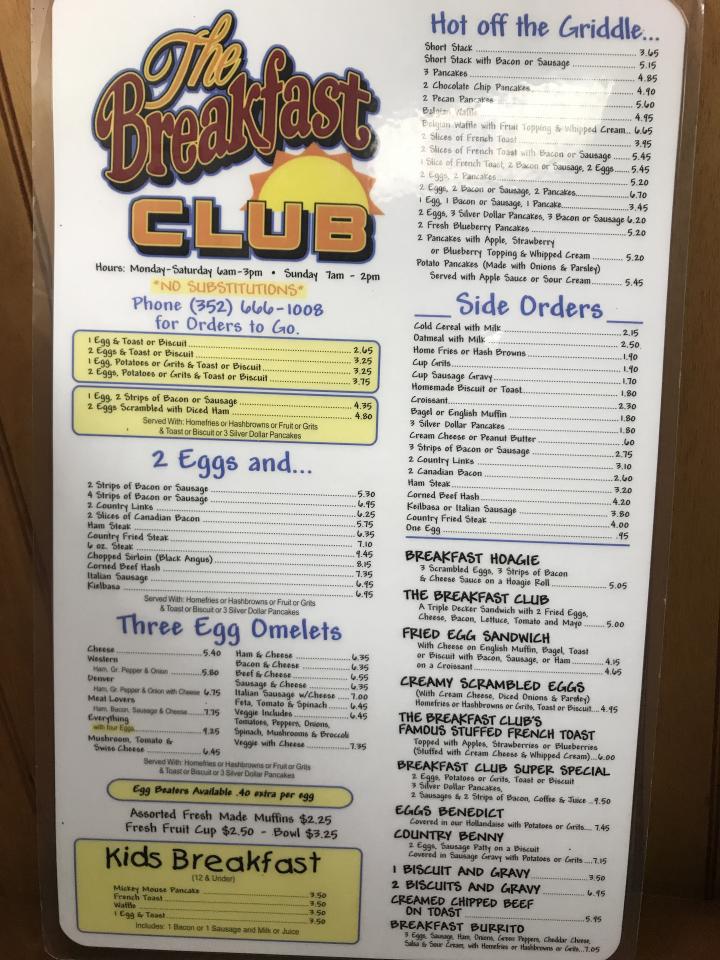 The
Breakfast
CLUB
Hours: Monday-Saturday 6am-3pm • Sunday 7am - 2pm
*NO SUBSTITUTIONS*
Phone (352) 666-1008
for Orders to Go.
1 Egg & Toast or Biscuit 2.65
2 Eggs & Toast or Biscuit 3.25
1 Egg, Potatoes or Grits & Toast or Biscuit 3.25
2 Eggs, Potatoes or Grits & Toast or Biscuit 3.75
1 Egg, 2 Strips of Bacon or Sausage 4.35
2 Eggs Scrambled with Diced Ham 4.80
Served With: Homefries or Hashbrowns or Fruit or Grits
& Toast or Biscuit or 3 Silver Dollar Pancakes
2 Eggs and...
2 Strips of Bacon or Sausage 5.30
4 Strips of Bacon or Sausage 6.95
2 Country Links 6.25
2 Slices of Canadian Bacon 5.75
Ham Steak 6.35
Country Fried Steak 7.10
6 oz. Steak 9.45
Chopped Sirloin (Black Angus) 8.15
Corned Beef Hash 7.35
Italian Sausage 6.95
Kielbasa 6.95
Served With: Homefries or Hashbrowns or Fruit or Grits
& Toast or Biscuit or 3 Silver Dollar Pancakes
Three Egg Omelets
Cheese 5.40
Western
Ham, Gr. Pepper & Onion 5.80
Denver
Ham, Gr. Pepper & Onion with Cheese 6.75
Meat Lovers
Ham, Bacon, Sausage & Cheese 7.75
Everything
with four Eggs 9.25
Mushroom, Tomato &
Swiss Cheese 6.45
Ham & Cheese 6.35
Bacon & Cheese 6.35
Beef & Cheese 6.55
Sausage & Cheese 6.35
Italian Sausage w/Cheese 7.00
Feta, Tomato & Spinach 6.45
Veggie Includes 6.45
Tomatoes, Peppers, Onions,
Spinach, Mushrooms & Broccoli
Veggie with Cheese 7.35
Served With: Homefries or Hashbrowns or Fruit or Grits
& Toast or Biscuit or 3 Silver Dollar Pancakes
Egg Beaters Available .40 extra per egg
Assorted Fresh Made Muffins $2.25
Fresh Fruit Cup $2.50 - Bowl $3.25
Kids Breakfast
(12 & Under)
Mickey Mouse Pancake 3.50
French Toast 3.50
Waffle 3.50
1 Egg & Toast 3.50
Includes: 1 Bacon or 1 Sausage and Milk or Juice
Hot off the Griddle...
Short Stack 3.65
Short Stack with Bacon or Sausage 5.15
3 Pancakes 4.85
2 Chocolate Chip Pancakes 4.90
2 Pecan Pancakes 5.60
Belgian Waffle 4.95
Belgian Waffle with Fruit Topping & Whipped Cream 6.65
2 Slices of French Toast 3.95
2 Slices of French Toast with Bacon or Sausage 5.45
1 Slice of French Toast, 2 Bacon or Sausage, 2 Eggs 5.45
2 Eggs, 2 Pancakes 5.20
2 Eggs, 2 Bacon or Sausage, 2 Pancakes 6.70
1 Egg, 1 Bacon or Sausage, 1 Pancake 3.45
2 Eggs, 3 Silver Dollar Pancakes, 3 Bacon or Sausage 6.20
2 Fresh Blueberry Pancakes 5.20
2 Pancakes with Apple, Strawberry
or Blueberry Topping & Whipped Cream 5.20
Potato Pancakes (Made with Onions & Parsley)
Served with Apple Sauce or Sour Cream 5.45
Side Orders
Cold Cereal with Milk 2.15
Oatmeal with Milk 2.50
Home Fries or Hash Browns 1.90
Cup Grits 1.90
Cup Sausage Gravy 1.70
Homemade Biscuit or Toast 1.80
Croissant 2.30
Bagel or English Muffin 1.80
3 Silver Dollar Pancakes 1.80
Cream Cheese or Peanut Butter .60
3 Strips of Bacon or Sausage 2.75
2 Country Links 3.10
2 Canadian Bacon 2.60
Ham Steak 3.20
Corned Beef Hash 4.20
Keilbasa or Italian Sausage 3.80
Country Fried Steak 4.00
One Egg .95
BREAKFAST HOAGIE
3 Scrambled Eggs, 3 Strips of Bacon
& Cheese Sauce on a Hoagie Roll 5.05
THE BREAKFAST CLUB
A Triple Decker Sandwich with 2 Fried Eggs,
Cheese, Bacon, Lettuce, Tomato and Mayo 5.00
FRIED EGG SANDWICH
With Cheese on English Muffin, Bagel, Toast
or Biscuit with Bacon, Sausage, or Ham 4.15
on a Croissant 4.65
CREAMY SCRAMBLED EGGS
(With Cream Cheese, Diced Onions & Parsley)
Homefries or Hashbrowns or Grits, Toast or Biscuit 4.95
THE BREAKFAST CLUB'S
FAMOUS STUFFED FRENCH TOAST
Topped with Apples, Strawberries or Blueberries
(Stuffed with Cream Cheese & Whipped Cream) 6.00
BREAKFAST CLUB SUPER SPECIAL
2 Eggs, Potatoes or Grits, Toast or Biscuit
3 Silver Dollar Pancakes,
2 Sausages & 2 Strips of Bacon, Coffee & Juice 9.50
EGGS BENEDICT
Covered in our Hollandaise with Potatoes or Grits 7.45
COUNTRY BENNY
2 Eggs, Sausage Patty on a Biscuit
Covered in Sausage Gravy with Potatoes or Grits 7.15
1 BISCUIT AND GRAVY 3.50
2 BISCUITS AND GRAVY 6.95
CREAMED CHIPPED BEEF
ON TOAST 5.95
BREAKFAST BURRITO
3 Eggs, Sausage, Ham, Onions, Green Peppers, Cheddar Cheese,
Salsa & Sour Cream, with Homefries or Hashbrowns or Grits 7.05